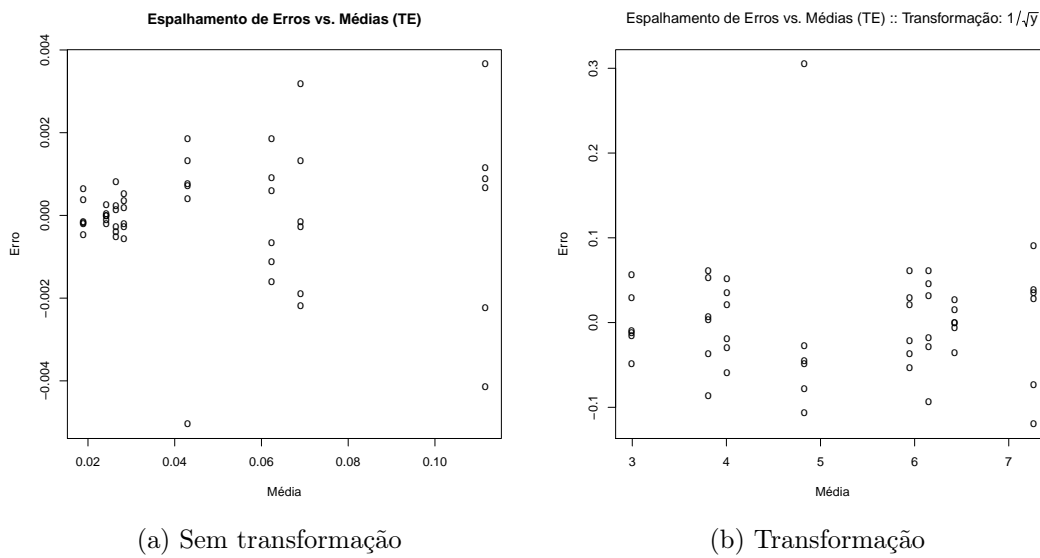 Espalhamento de Erros vs. Médias (TE)
0.004
0.002
0.000
−0.002
−0.004
Erro
0.02 0.04 0.06 0.08 0.10
Média
(a) Sem transformação
Espalhamento de Erros vs. Médias (TE) :: Transformação: 1/√y
0.3
0.2
0.1
0.0
−0.1
Erro
3 4 5 6 7
Média
(b) Transformação